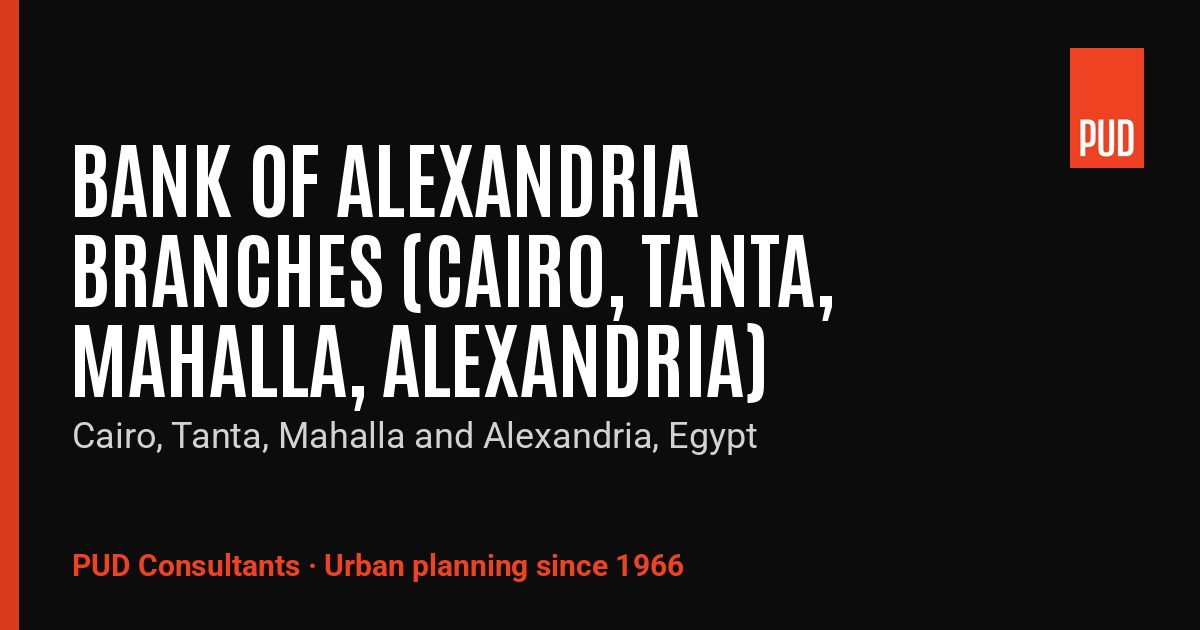 PUD
BANK OF ALEXANDRIA
BRANCHES (CAIRO, TANTA,
MAHALLA, ALEXANDRIA)
Cairo, Tanta, Mahalla and Alexandria, Egypt
PUD Consultants · Urban planning since 1966